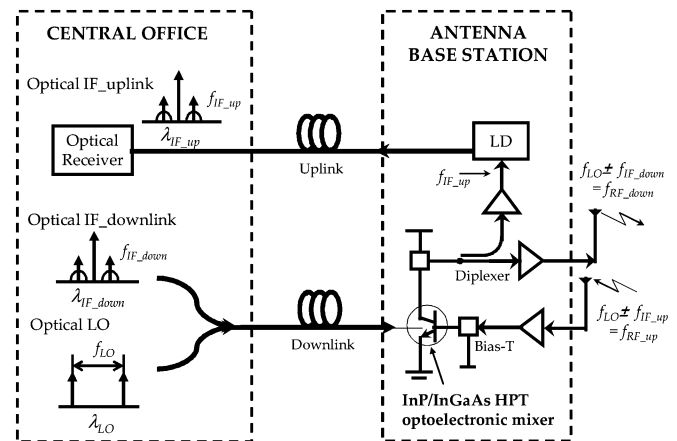 CENTRAL OFFICE
Optical IF_uplink
f_IF_up
λ_IF_up
Optical
Receiver
Uplink
Optical IF_downlink
f_IF_down
λ_IF_down
Optical LO
f_LO
λ_LO
Downlink
ANTENNA
BASE STATION
LD
f_IF_up
f_LO± f_IF_down
=f_RF_down
Diplexer
f_LO± f_IF_up
=f_RF_up
Bias-T
InP/InGaAs HPT
optoelectronic mixer